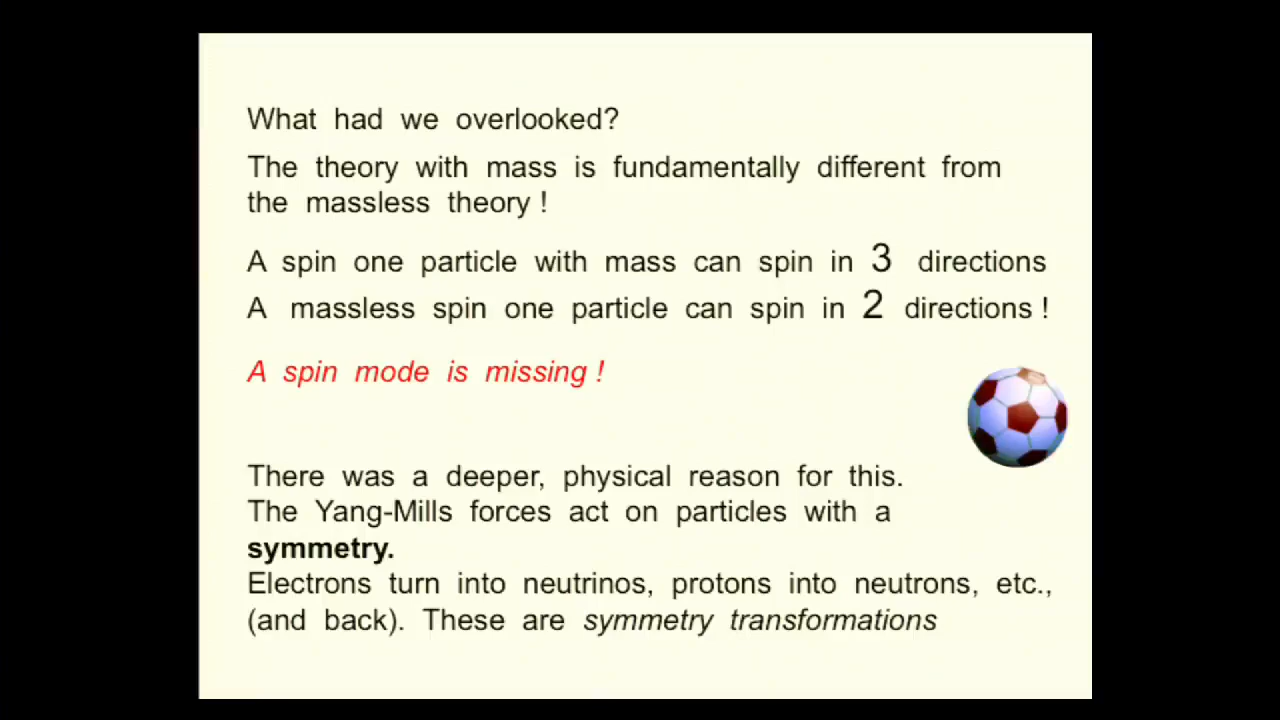 What had we overlooked?
The theory with mass is fundamentally different from
the massless theory !
A spin one particle with mass can spin in 3 directions
A massless spin one particle can spin in 2 directions !
A spin mode is missing !
There was a deeper, physical reason for this.
The Yang-Mills forces act on particles with a
symmetry.
Electrons turn into neutrinos, protons into neutrons, etc.,
(and back). These are symmetry transformations